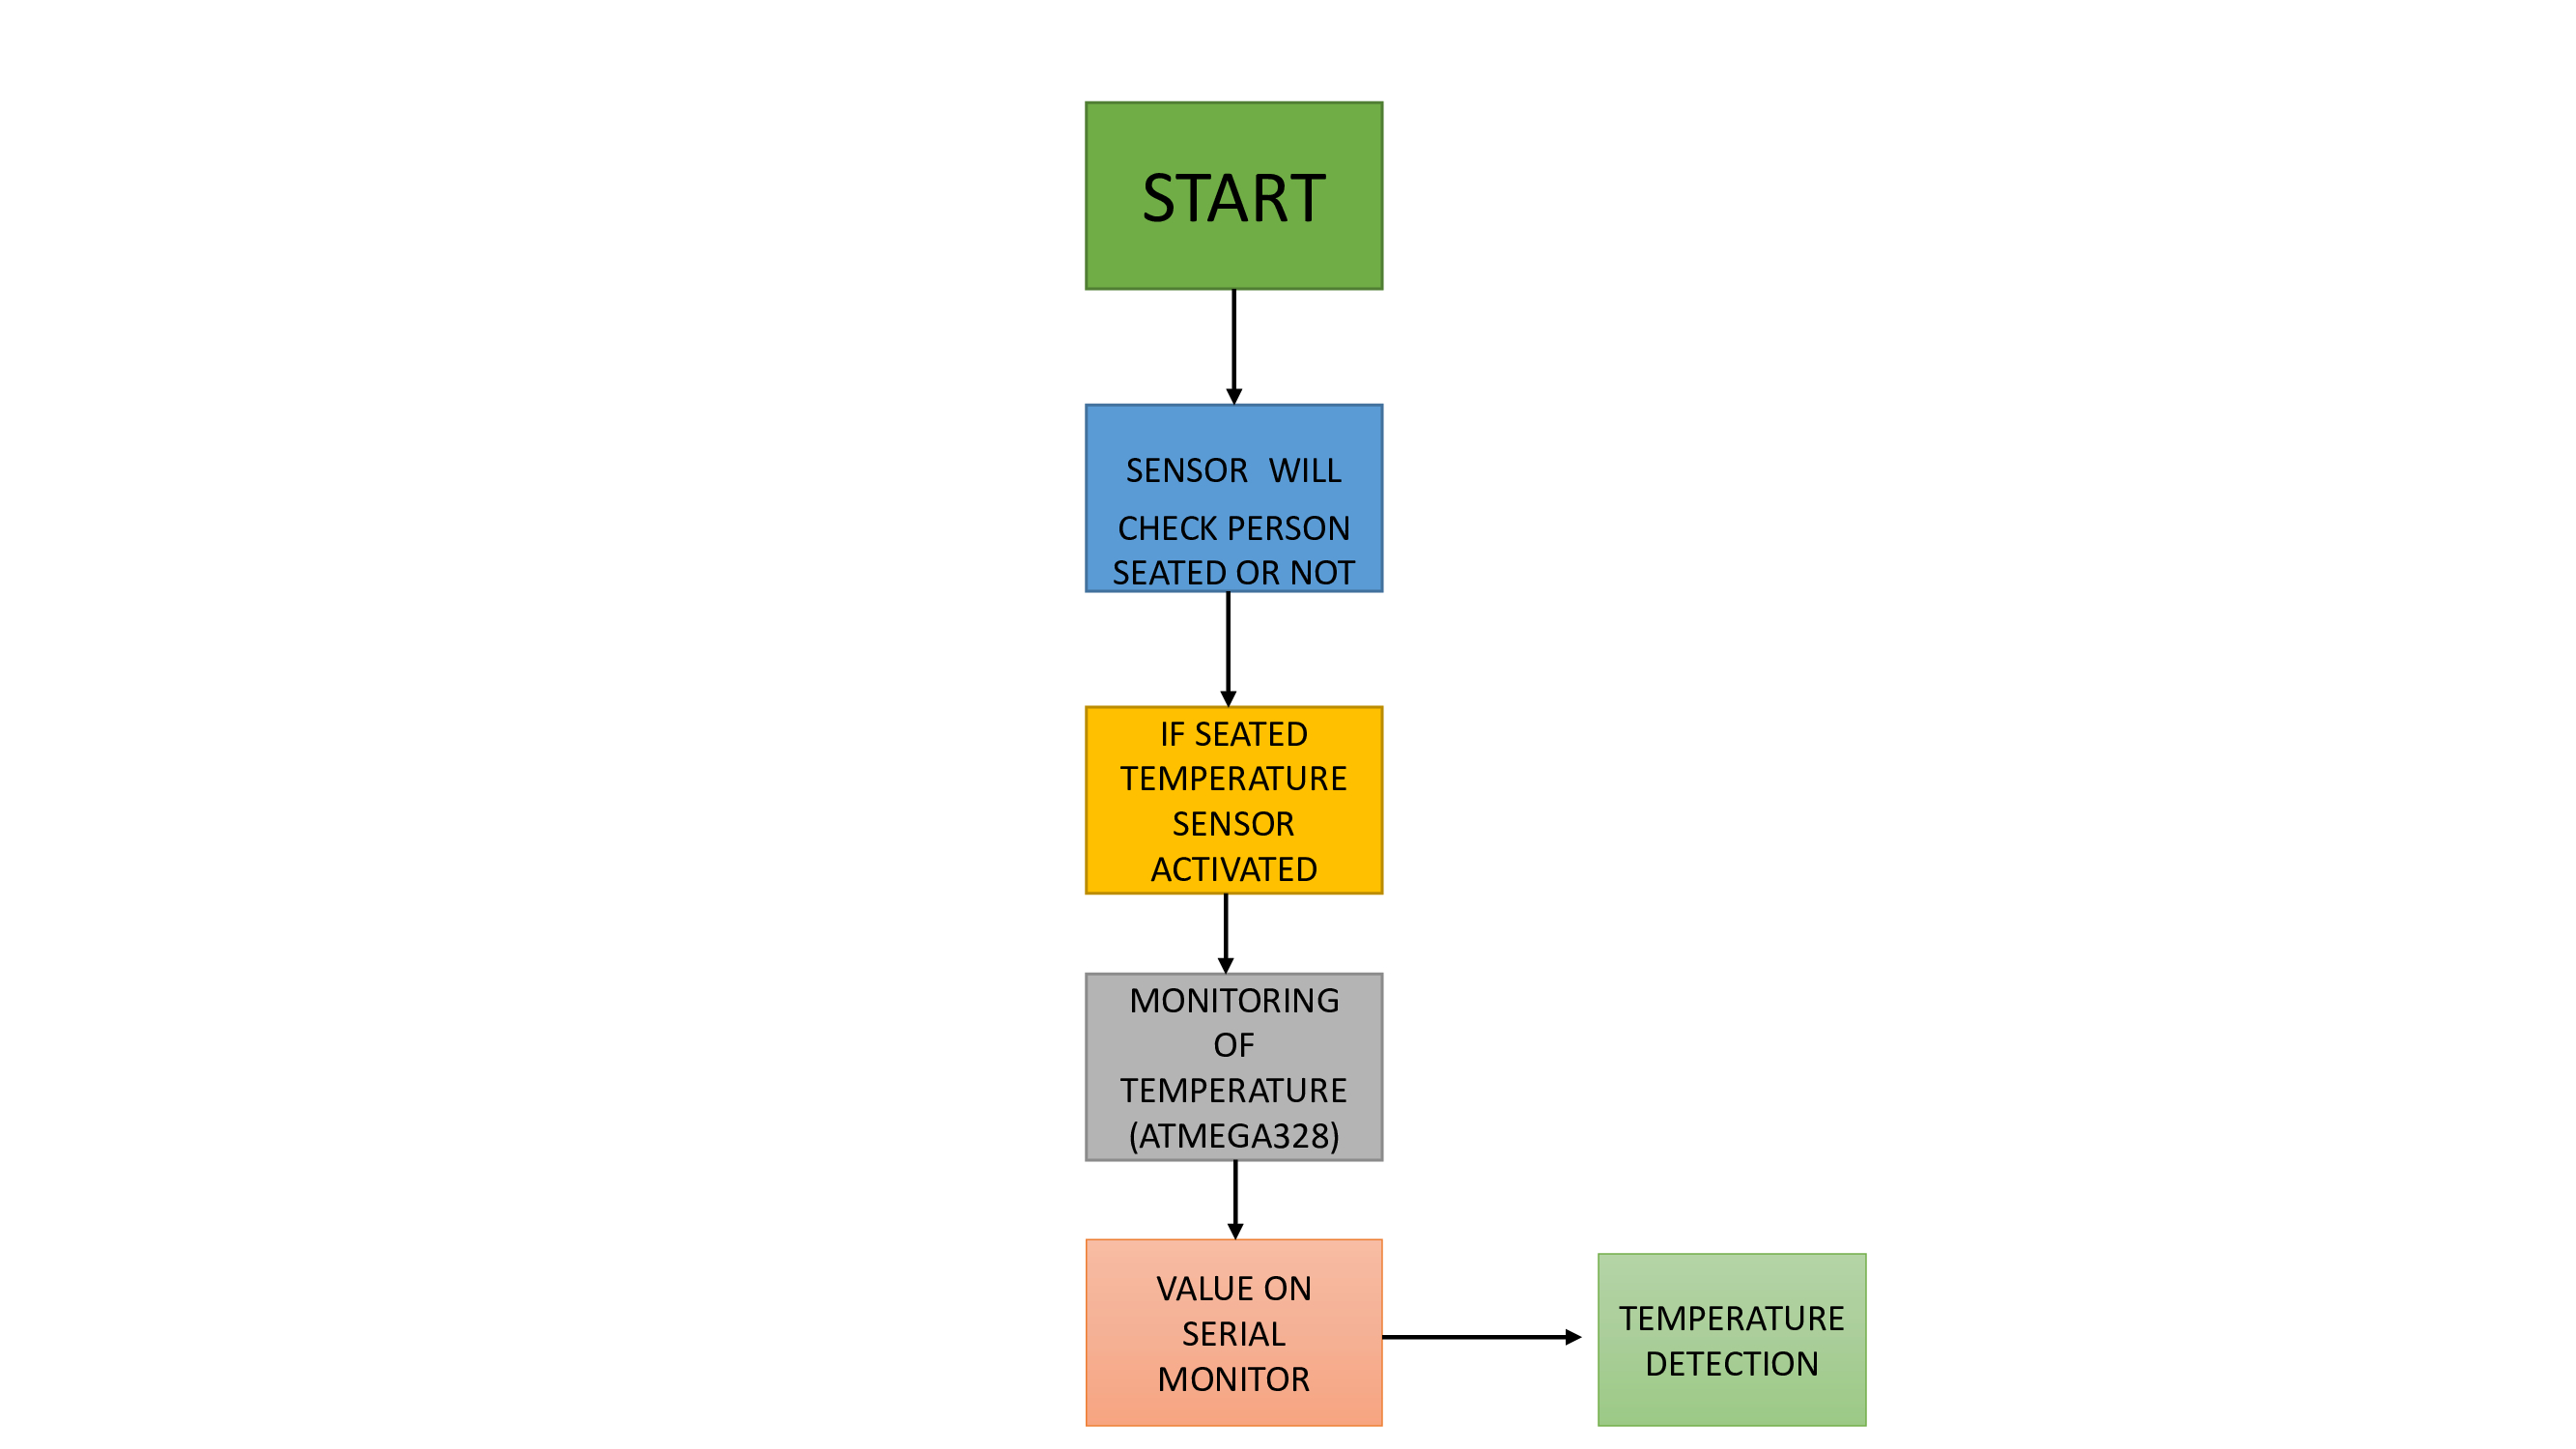 START
SENSOR WILL
CHECK PERSON
SEATED OR NOT
IF SEATED
TEMPERATURE
SENSOR
ACTIVATED
MONITORING
OF
TEMPERATURE
(ATMEGA328)
VALUE ON
SERIAL
MONITOR
TEMPERATURE
DETECTION